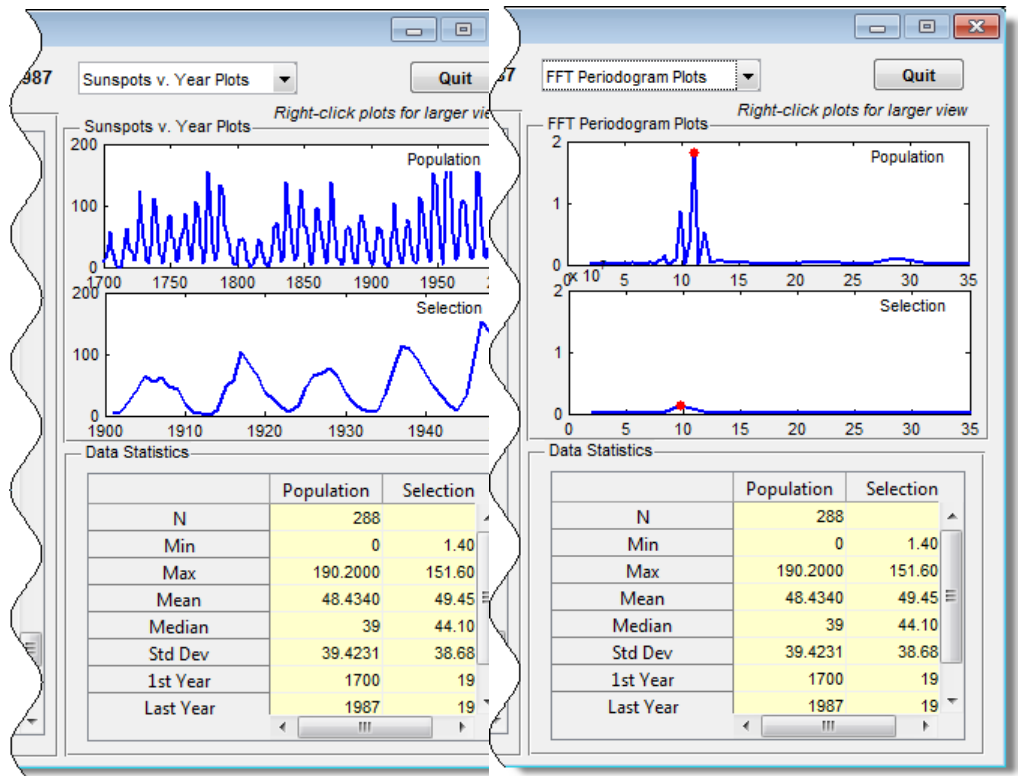 987
Sunspots v. Year Plots
Quit
Right-click plots for larger vie
Sunspots v. Year Plots
200
Population
100
0
1700 1750 1800 1850 1900 1950
200
Selection
100
0
1900 1910 1920 1930 1940
Data Statistics
Population Selection
N 288
Min 0 1.40
Max 190.2000 151.60
Mean 48.4340 49.45
Median 39 44.10
Std Dev 39.4231 38.68
1st Year 1700 19
Last Year 1987 19
FFT Periodogram Plots
Quit
Right-click plots for larger view
FFT Periodogram Plots
2
Population
1
0
0 5 10 15 20 25 30 35
x 10
2
Selection
1
0
0 5 10 15 20 25 30 35
Data Statistics
Population Selection
N 288
Min 0 1.40
Max 190.2000 151.60
Mean 48.4340 49.45
Median 39 44.10
Std Dev 39.4231 38.68
1st Year 1700 19
Last Year 1987 19